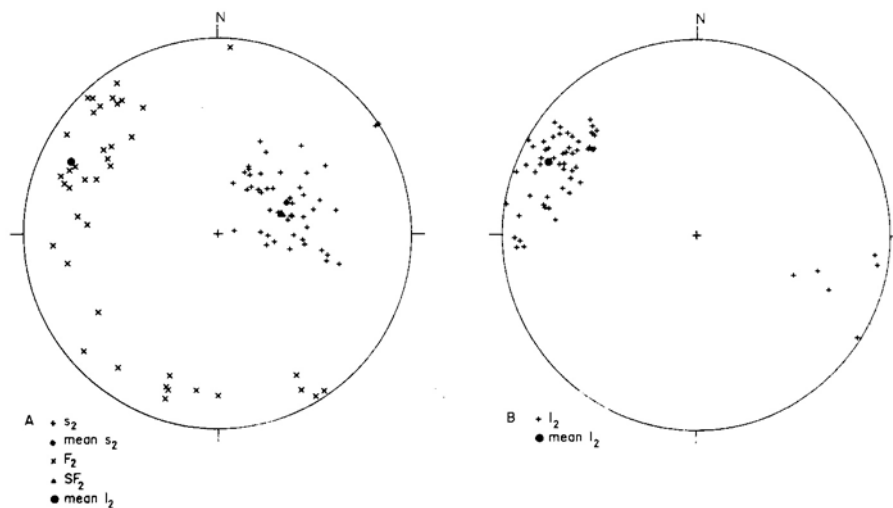 N
N
A
+ s₂
• mean s₂
× F₂
▲ SF₂
● mean l₂
B
+ l₂
● mean l₂